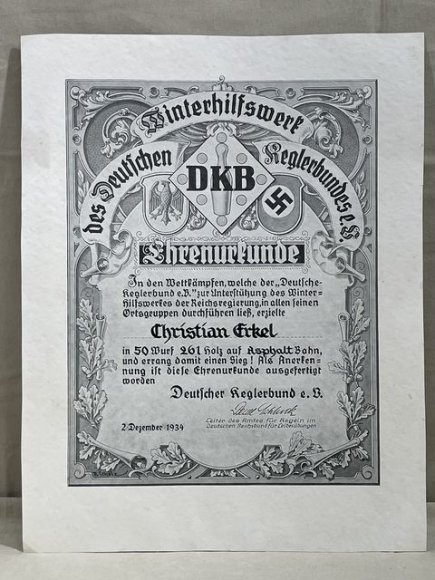 Winterhilfswerk
des Deutschen Keglerbundes e.V.
DKB
Ehrenurkunde
In den Wettkämpfen, welche der „Deutsche-
Keglerbund e.V.” zur Unterstützung des Winter-
Hilfswerkes der Reichsregierung, in allen seinen
Ortsgruppen durchführen ließ, erzielte
Christian Erkel
in 50 Wurf 261 Holz auf Asphalt Bahn,
und errang damit einen Sieg! Als Anerken-
nung ist diese Ehrenurkunde ausgefertigt
worden
Deutscher Keglerbund e.V.
Leiter des Amtes für Kegeln im
Deutschen Reichsbund für Leibesübungen
2 Dezember 1934